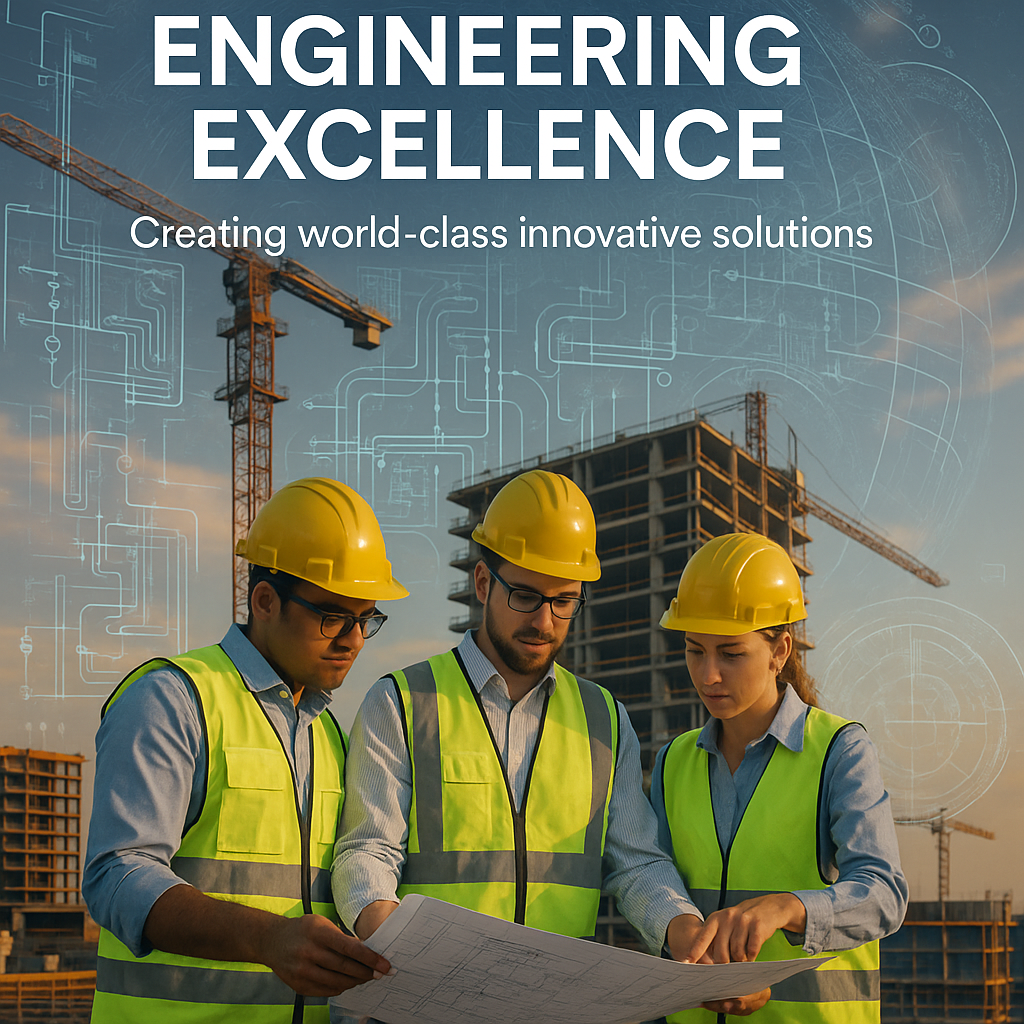 ENGINEERING
EXCELLENCE
Creating world-class innovative solutions